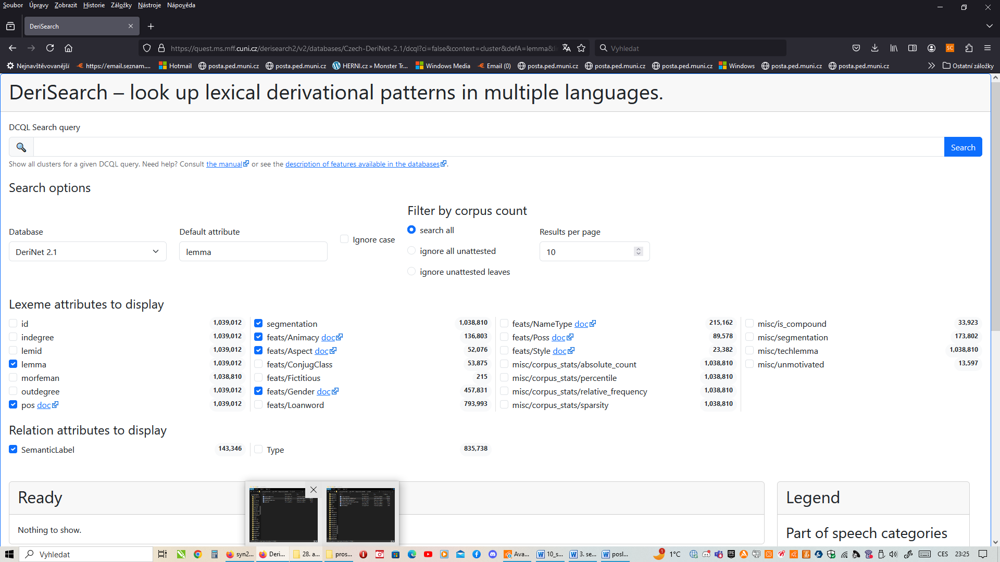 Soubor Úpravy Zobrazit Historie Záložky Nástroje Nápověda
DeriSearch
https://quest.ms.mff.cuni.cz/derisearch2/v2/databases/Czech-DeriNet-2.1/dcql?ci=false&context=cluster&defA=lemma&li
Vyhledat
SC
Nejnavštěvovanější https://email.seznam.... Hotmail posta.ped.muni.cz posta.ped.muni.cz HERNI.cz » Monster Tr... Windows Media Email (0) posta.ped.muni.cz posta.ped.muni.cz posta.ped.muni.cz Windows posta.ped.muni.cz posta.ped.muni.cz Ostatní záložky
DeriSearch – look up lexical derivational patterns in multiple languages.
DCQL Search query
Search
Show all clusters for a given DCQL query. Need help? Consult the manual or see the description of features available in the databases.
Search options
Filter by corpus count
Database
Default attribute
Ignore case
search all
Results per page
DeriNet 2.1
lemma
ignore all unattested
10
ignore unattested leaves
Lexeme attributes to display
id 1,039,012
indegree 1,039,012
lemid 1,039,012
lemma 1,039,012
morfeman 1,038,810
outdegree 1,039,012
pos doc 1,039,012
segmentation 1,038,810
feats/Animacy doc 136,803
feats/Aspect doc 52,076
feats/ConjugClass 53,875
feats/Fictitious 215
feats/Gender doc 457,831
feats/Loanword 793,993
feats/NameType doc 215,162
feats/Poss doc 89,578
feats/Style doc 23,382
misc/corpus_stats/absolute_count 1,038,810
misc/corpus_stats/percentile 1,038,810
misc/corpus_stats/relative_frequency 1,038,810
misc/corpus_stats/sparsity 1,038,810
misc/is_compound 33,923
misc/segmentation 173,802
misc/techlemma 1,038,810
misc/unmotivated 13,597
Relation attributes to display
SemanticLabel 143,346
Type 835,738
Ready
Nothing to show.
Legend
Part of speech categories
Vyhledat syn2... Deri... 28. a... pros... Ava... 10_s... 3. se... posl... 1 1°C CES 23:25